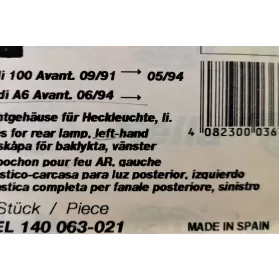 di 100 Avant. 09/91 → 05/94
di A6 Avant. 06/94 →
ntgehäuse für Heckleuchte, li.
es for rear lamp, left-hand
skåpa för baklykta, vänster
bochon pour feu AR, gauche
stico-carcasa para luz posterior, izquierdo
stica completa per fanale posteriore, sinistro
Stück / Piece
EL 140 063-021
4 082300 036
MADE IN SPAIN